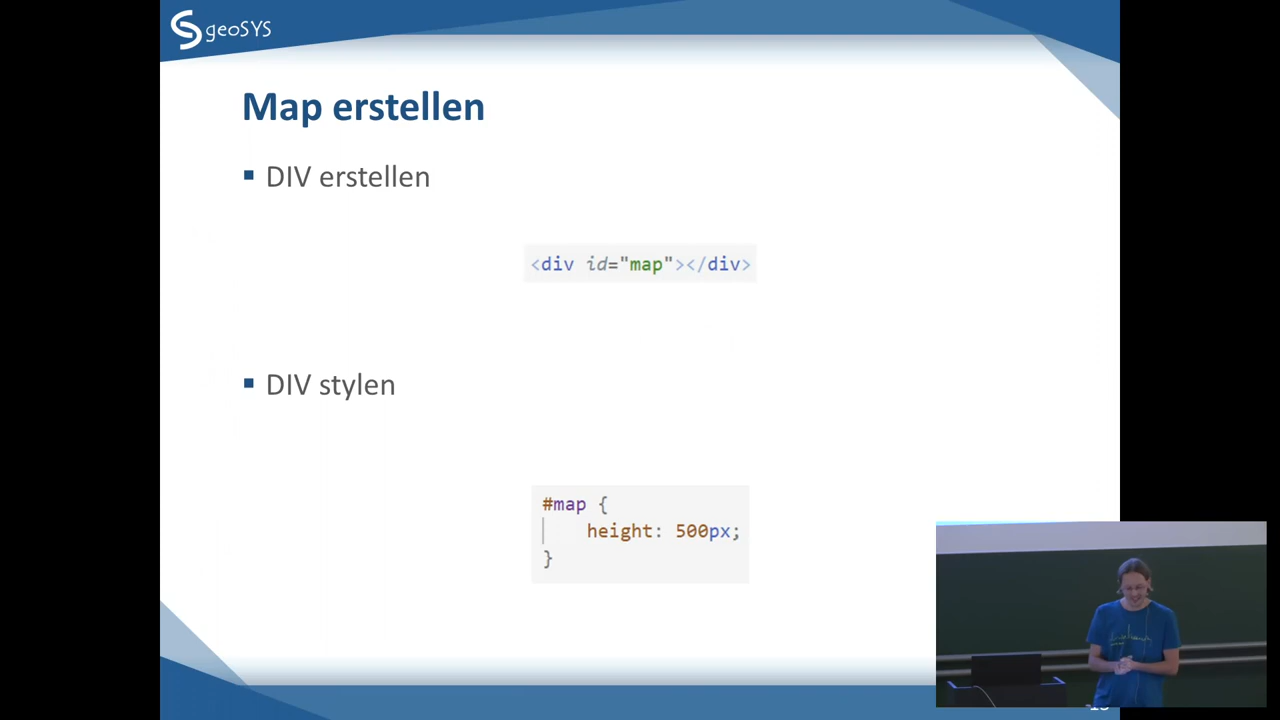 geoSYS
Map erstellen
DIV erstellen
<div id="map"></div>
DIV stylen
#map {
height: 500px;
}